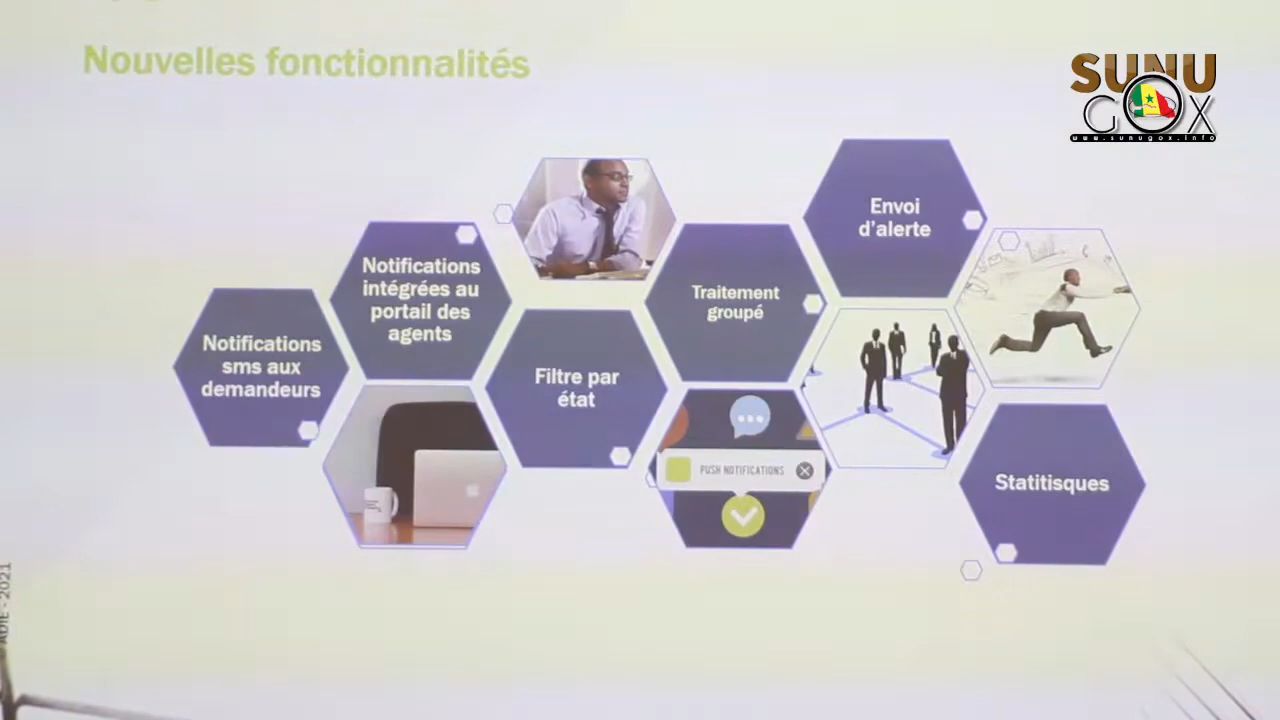 Nouvelles fonctionnalités
SUNU
GOX
www.sunugox.info
Envoi
d'alerte
Notifications
intégrées au
portail des
agents
Traitement
groupé
Notifications
sms aux
demandeurs
Filtre par
état
PUSH NOTIFICATIONS
Statitisques
ADIE - 2021